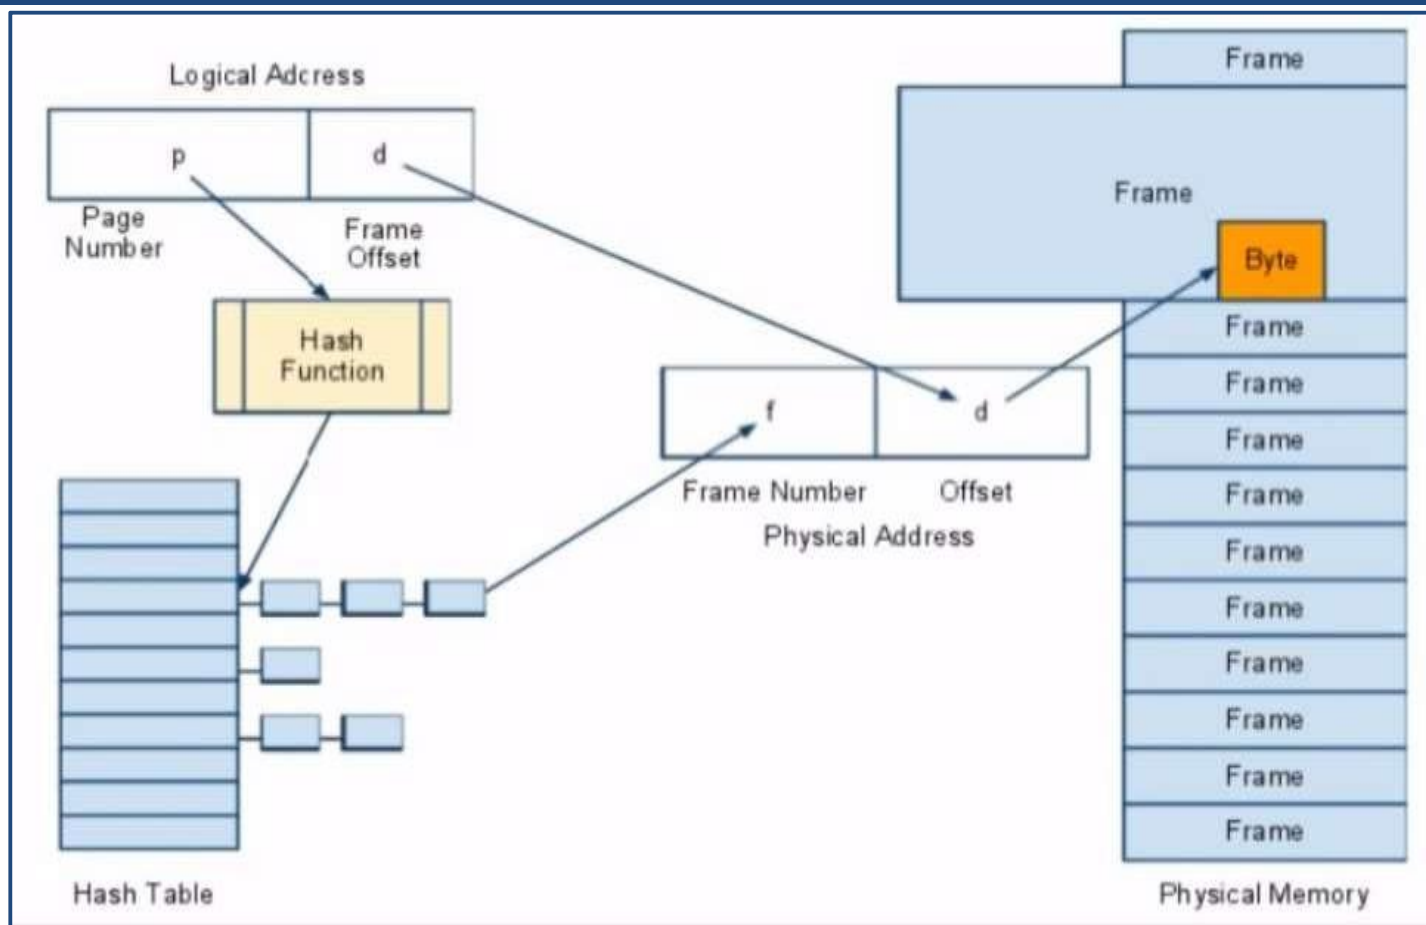 Logical Adcress
p
d
Page
Number
Frame
Offset
Hash
Function
Hash Table
f
d
Frame Number
Offset
Physical Address
Frame
Frame
Byte
Frame
Frame
Frame
Frame
Frame
Frame
Frame
Frame
Frame
Frame
Physical Memory